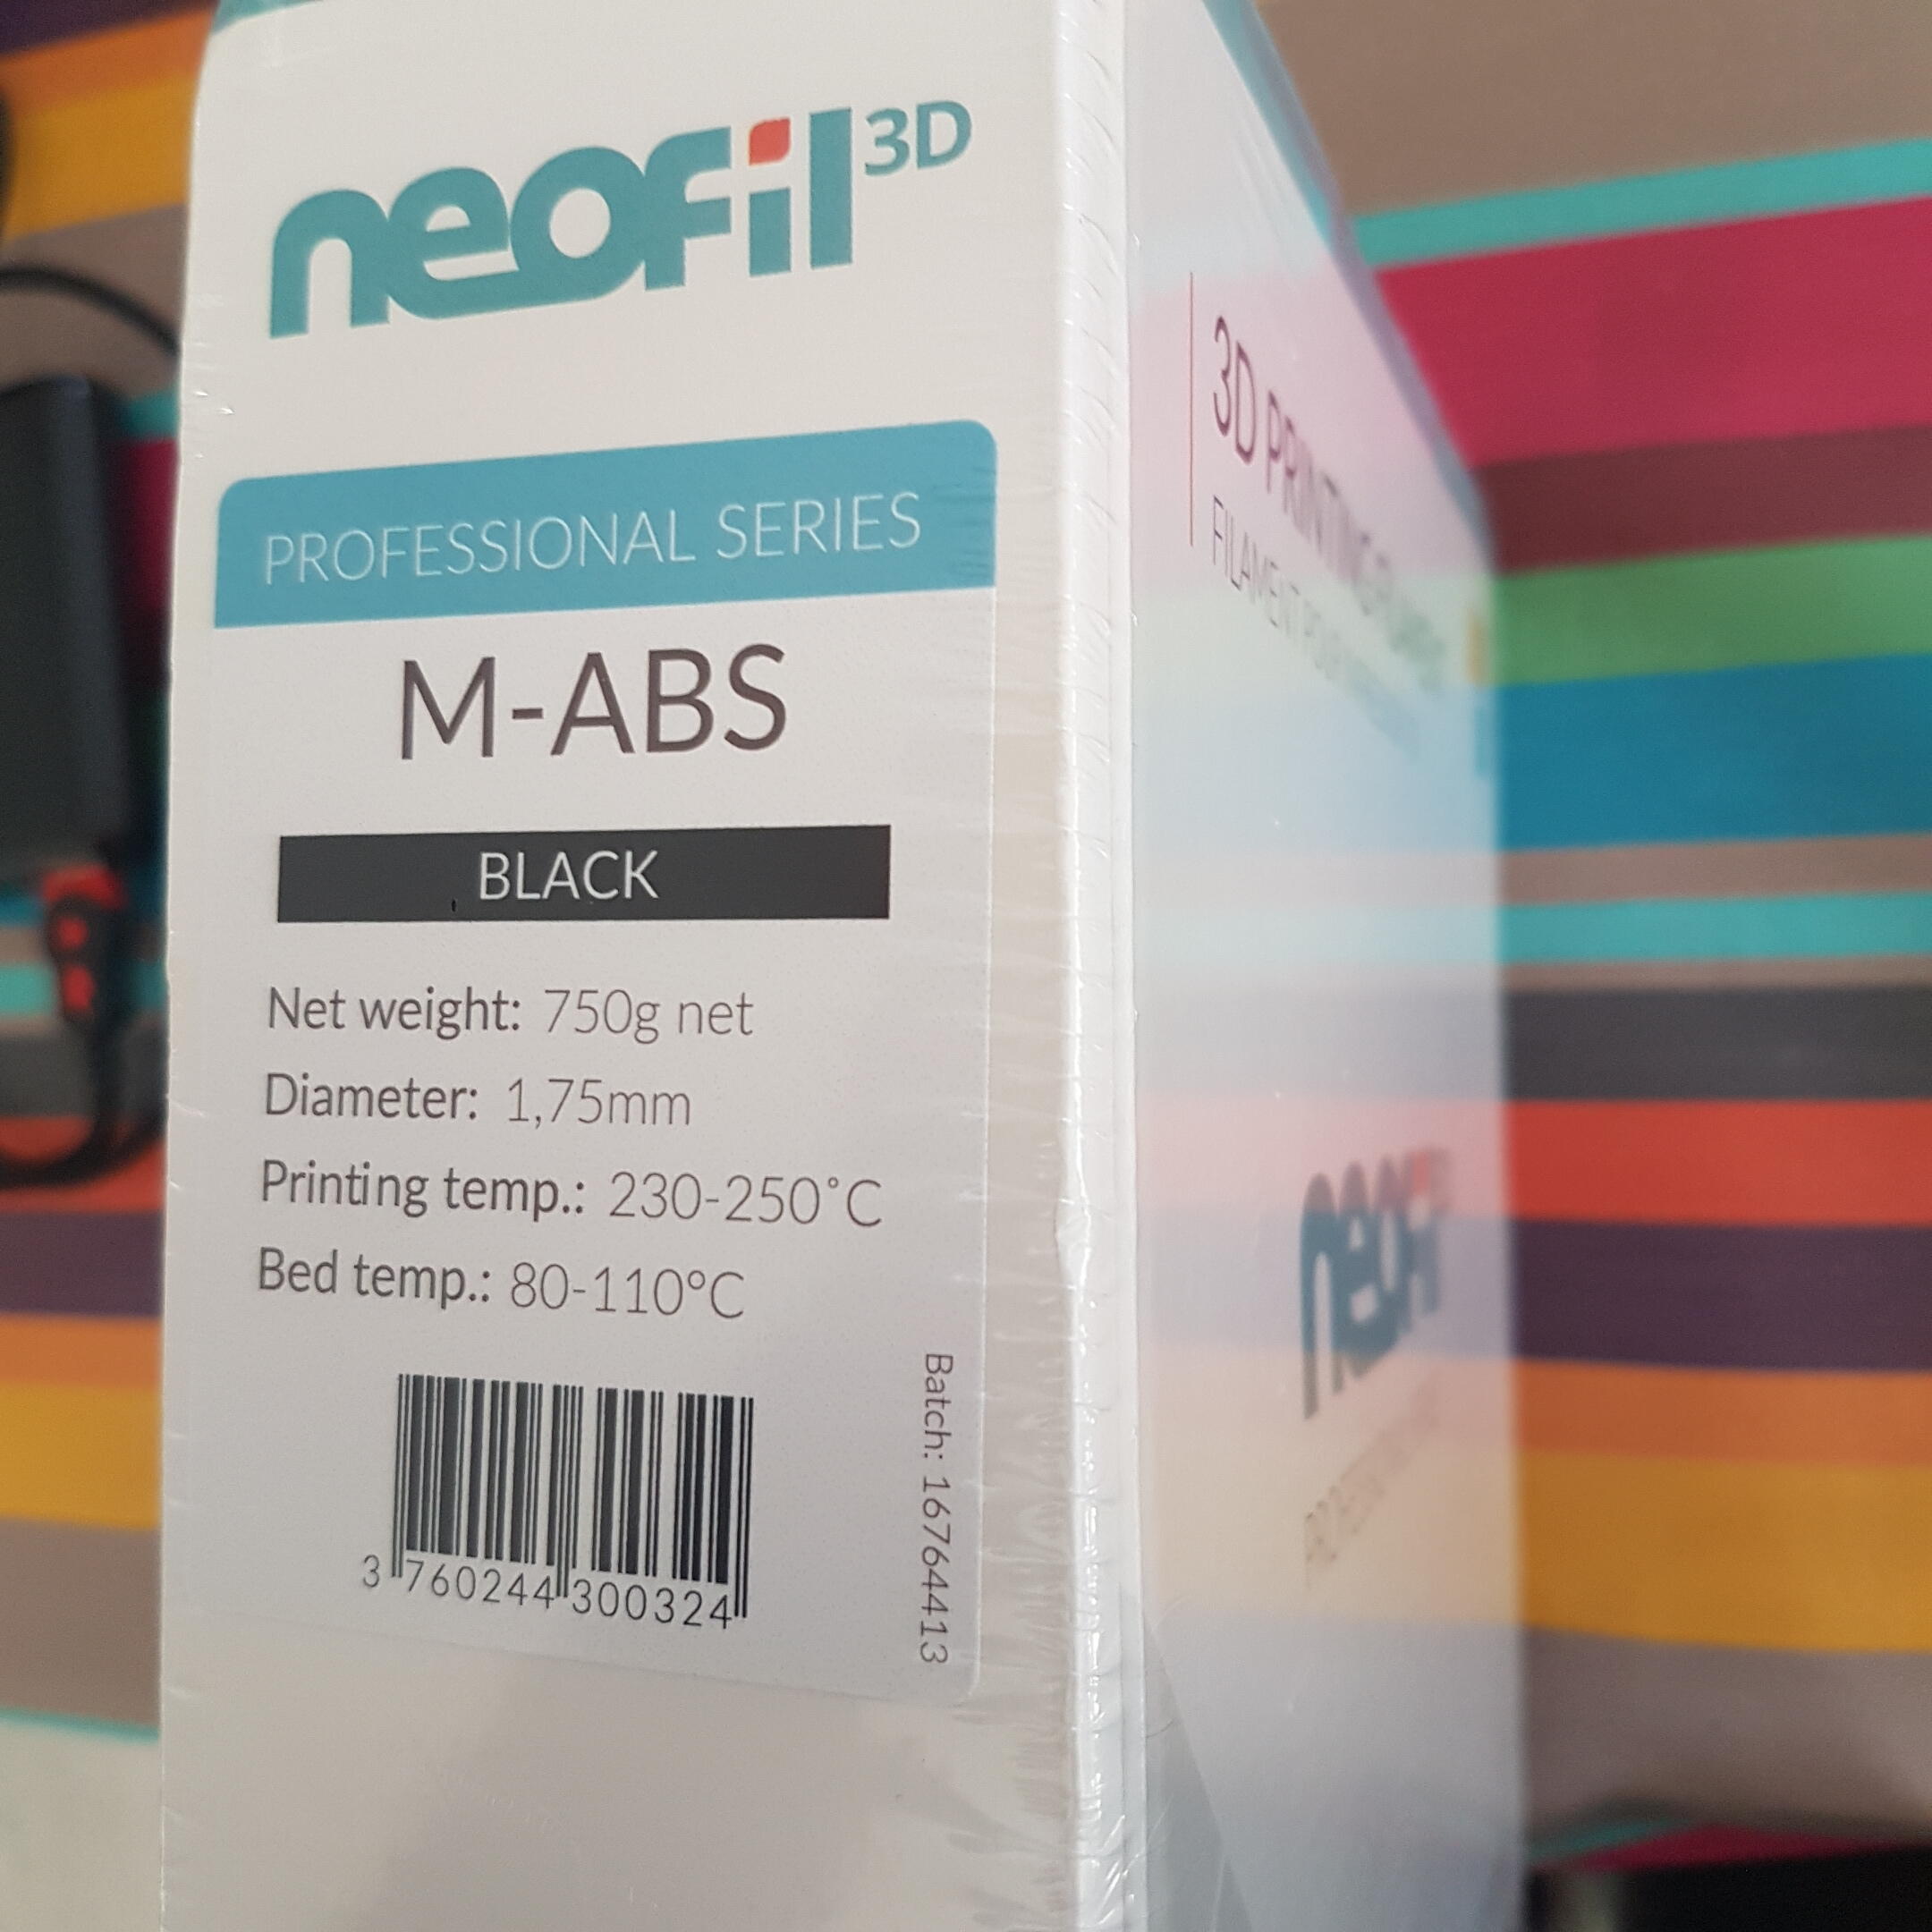 neofil 3D
PROFESSIONAL SERIES
M-ABS
BLACK
Net weight: 750g net
Diameter: 1,75mm
Printing temp.: 230-250°C
Bed temp.: 80-110°C
3 760244 300324
Batch: 16764413
3D PRINTING
FILAMENT
neofil